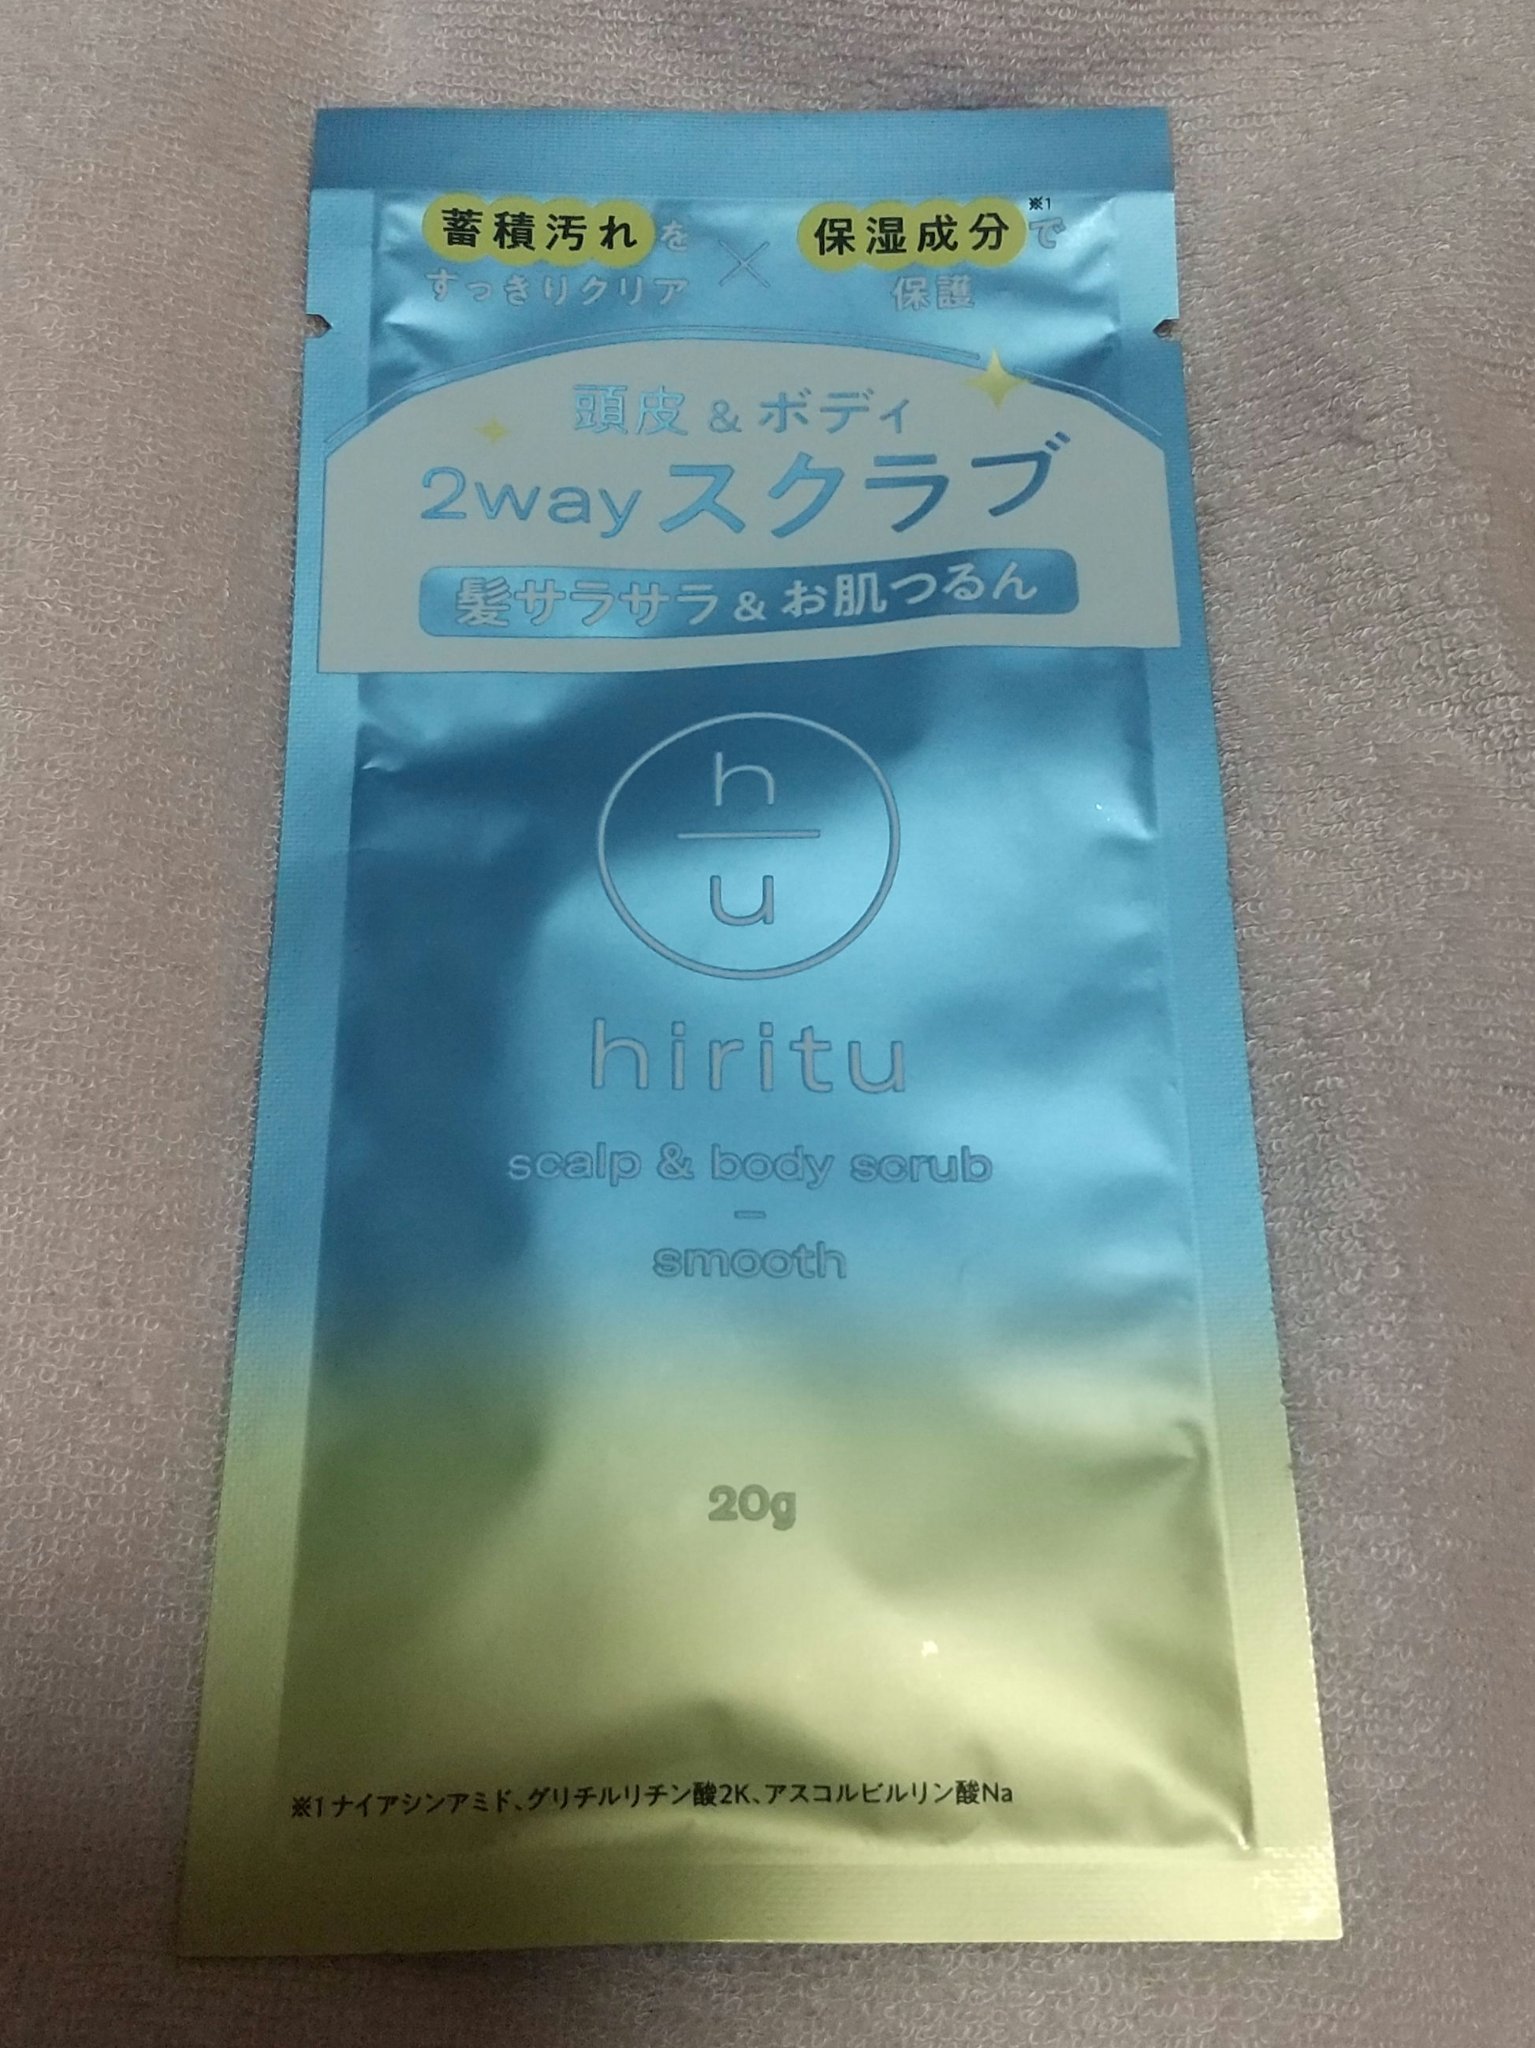 蓄積汚れを
すっきりクリア
×
保湿成分※1で
保護
頭皮&ボディ
2wayスクラブ
髪サラサラ&お肌つるん
h
u
hiritu
scalp & body scrub
–
smooth
20g
※1 ナイアシンアミド、グリチルリチン酸2K、アスコルビルリン酸Na